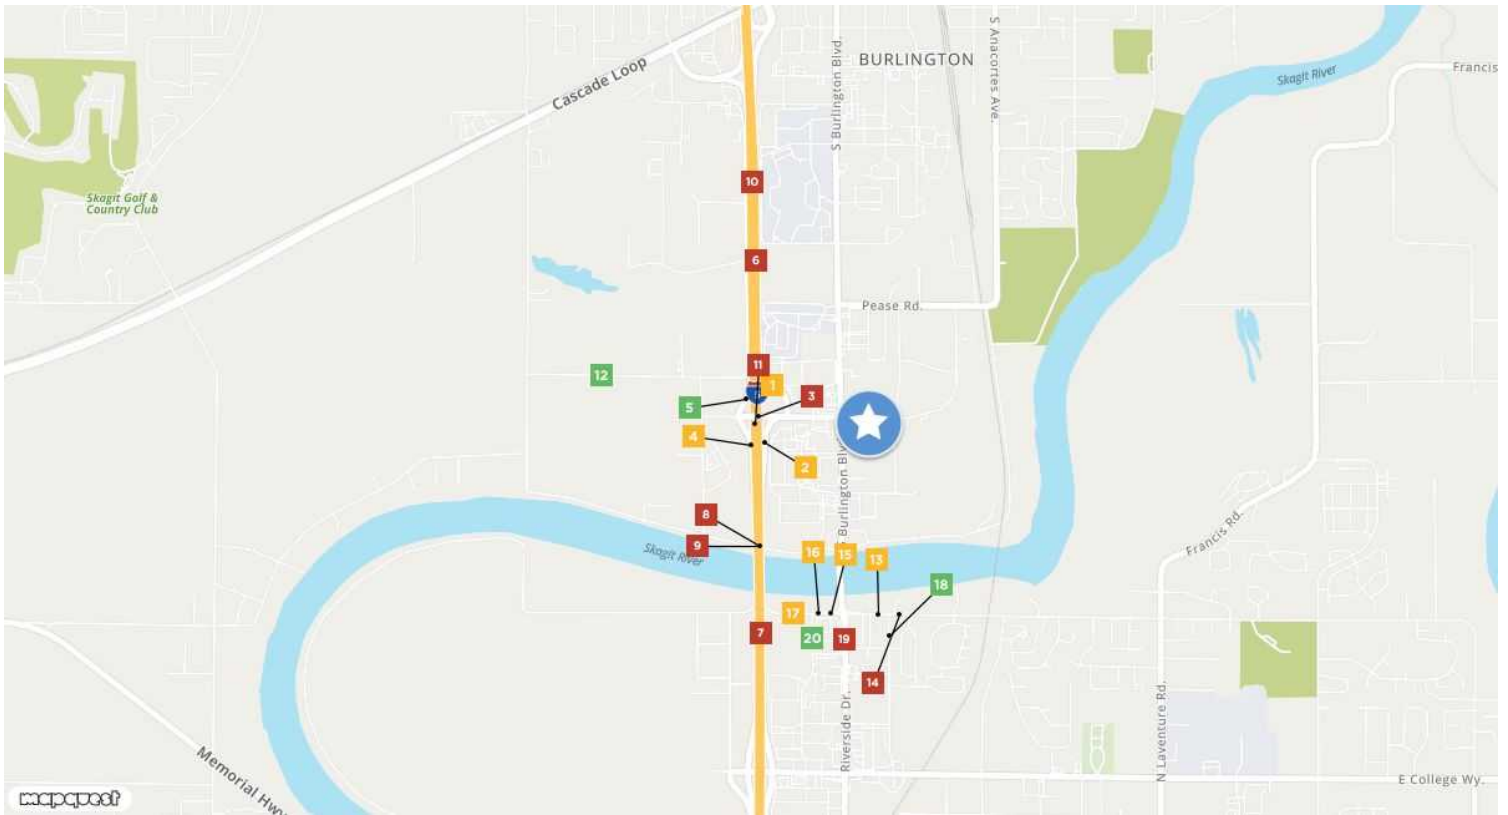 S Anacortes Ave.
S Burlington Blvd.
BURLINGTON
Cascade Loop
Skagit River
Francis
10
Skagit Golf &
Country Club
6
Pease Rd.
11
12
1
3
5
4
2
S Burlington Blv
8
9
Skagit River
Francis Rd.
16
15
13
18
17
7
20
19
14
Riverside Dr.
N Laventure Rd.
Memorial Hwy
E College Wy.
mapquest